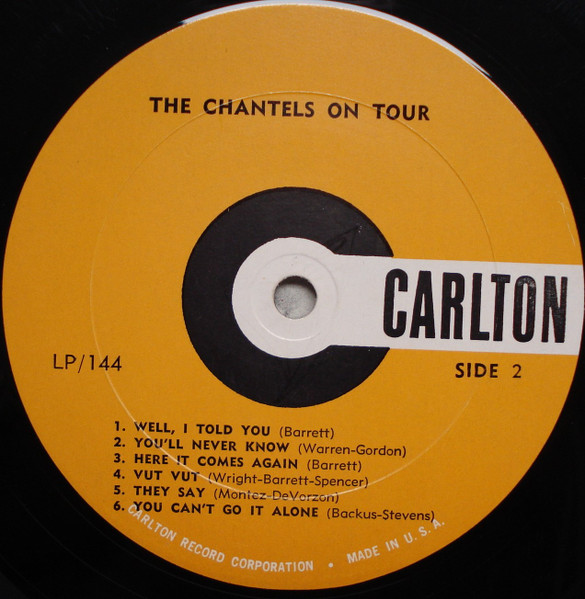 THE CHANTELS ON TOUR
CARLTON
LP/144
SIDE 2
1. WELL, I TOLD YOU (Barrett)
2. YOU'LL NEVER KNOW (Warren-Gordon)
3. HERE IT COMES AGAIN (Barrett)
4. VUT VUT (Wright-Barrett-Spencer)
5. THEY SAY (Montez-DeVorzon)
6. YOU CAN'T GO IT ALONE (Backus-Stevens)
CARLTON RECORD CORPORATION • MADE IN U.S.A.